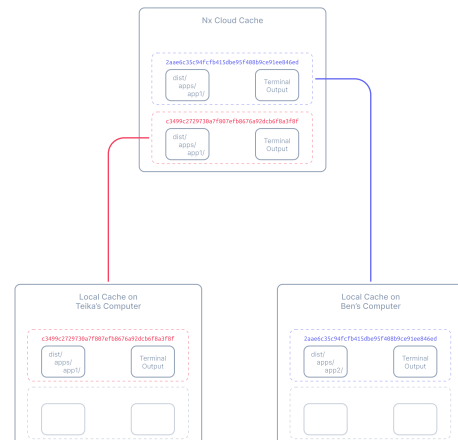 Nx Cloud Cache
2aae6c35c94fcfb415dbe95f408b9ce91ee846ed
dist/
apps/
app1/
Terminal
Output
c3499c2729730a7f807efb8676a92dcb6f8a3f8f
dist/
apps/
app1/
Terminal
Output
Local Cache on
Teika's Computer
c3499c2729730a7f807efb8676a92dcb6f8a3f8f
dist/
apps/
app1/
Terminal
Output
Local Cache on
Ben's Computer
2aae6c35c94fcfb415dbe95f408b9ce91ee846ed
dist/
apps/
app2/
Terminal
Output